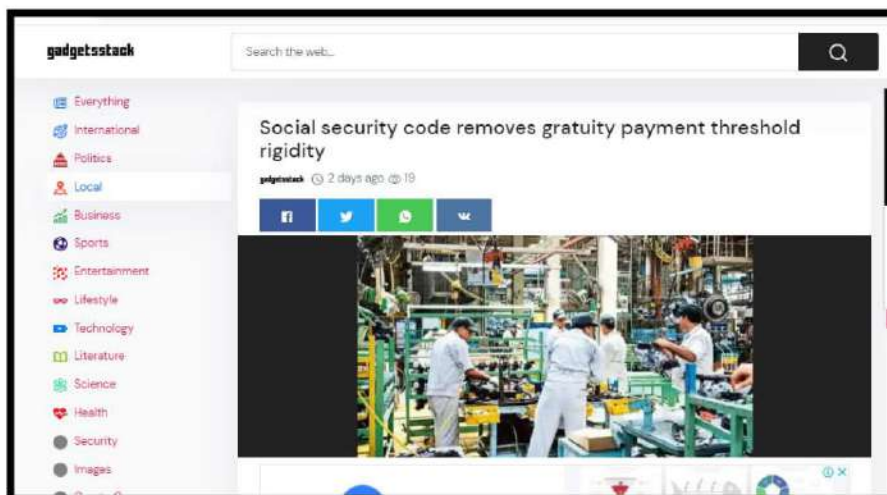 gadgetsstack
Search the web...
Everything
International
Politics
Local
Business
Sports
Entertainment
Lifestyle
Technology
Literature
Science
Health
Security
Images
Social security code removes gratuity payment threshold
rigidity
gadgetsstack 2 days ago 19